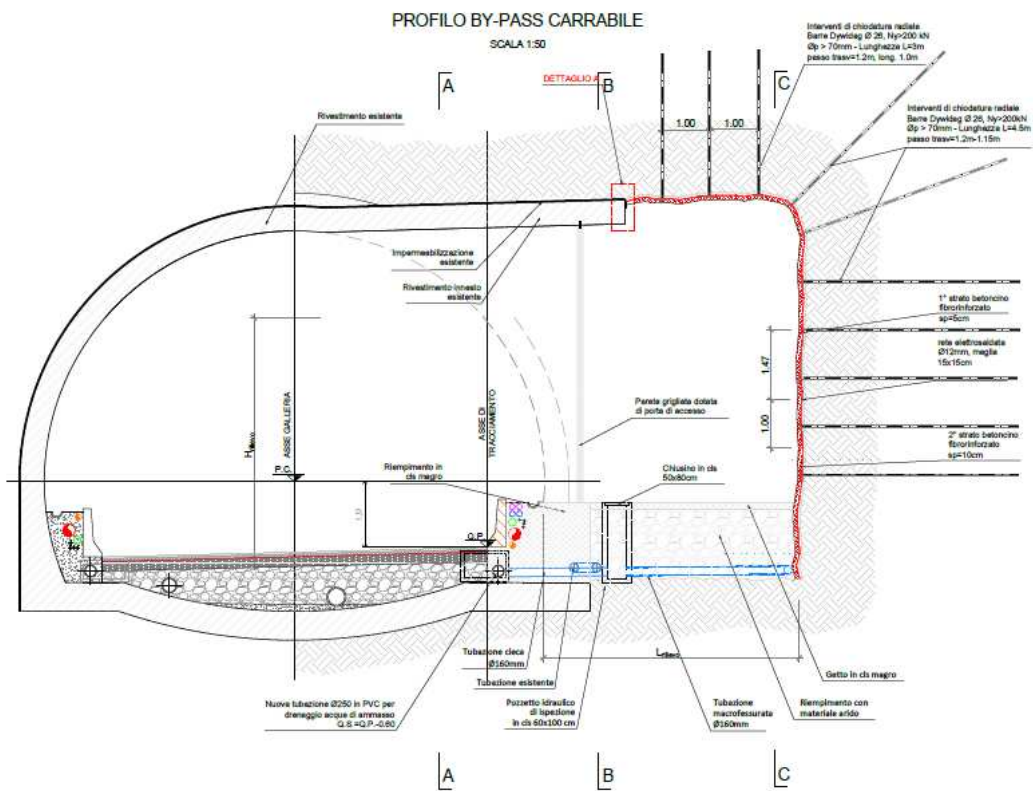 PROFILO BY-PASS CARRABILE
SCALA 1:50
A
B
C
DETTAGLIO A
Interventi di chiodatura radiale
Barre Dywidag Ø 26, Ny>200 kN
Øp > 70mm - Lunghezza L=3m
passo trasv=1.2m, long. 1.0m
Rivestimento esistente
1.00
1.00
Interventi di chiodatura radiale
Barre Dywidag Ø 26, Ny>200kN
Øp > 70mm - Lunghezza L=4.5m
passo trasv=1.2m-1.15m
Impermeabilizzazione
esistente
Rivestimento innesto
esistente
1° strato betoncino
fibrorinforzato
sp=5cm
rete elettrosaldata
Ø12mm, maglia
15x15cm
1.47
1.00
Hrilievo
ASSE GALLERIA
ASSE DI
TRACCIAMENTO
Parete grigliata dotata
di porta di accesso
2° strato betoncino
fibrorinforzato
sp=10cm
P.C.
Riempimento in
cls magro
Chiusino in cls
50x80cm
Q.P.
Lrilievo
Tubazione cieca
Ø160mm
Tubazione esistente
Getto in cls magro
Nuova tubazione Ø250 in PVC per
drenaggio acque di ammasso
Q.S.=Q.P.-0.60
Pozzetto idraulico
di ispezione
in cls 60x100 cm
Tubazione
macrofessurata
Ø160mm
Riempimento con
materiale arido
A
B
C